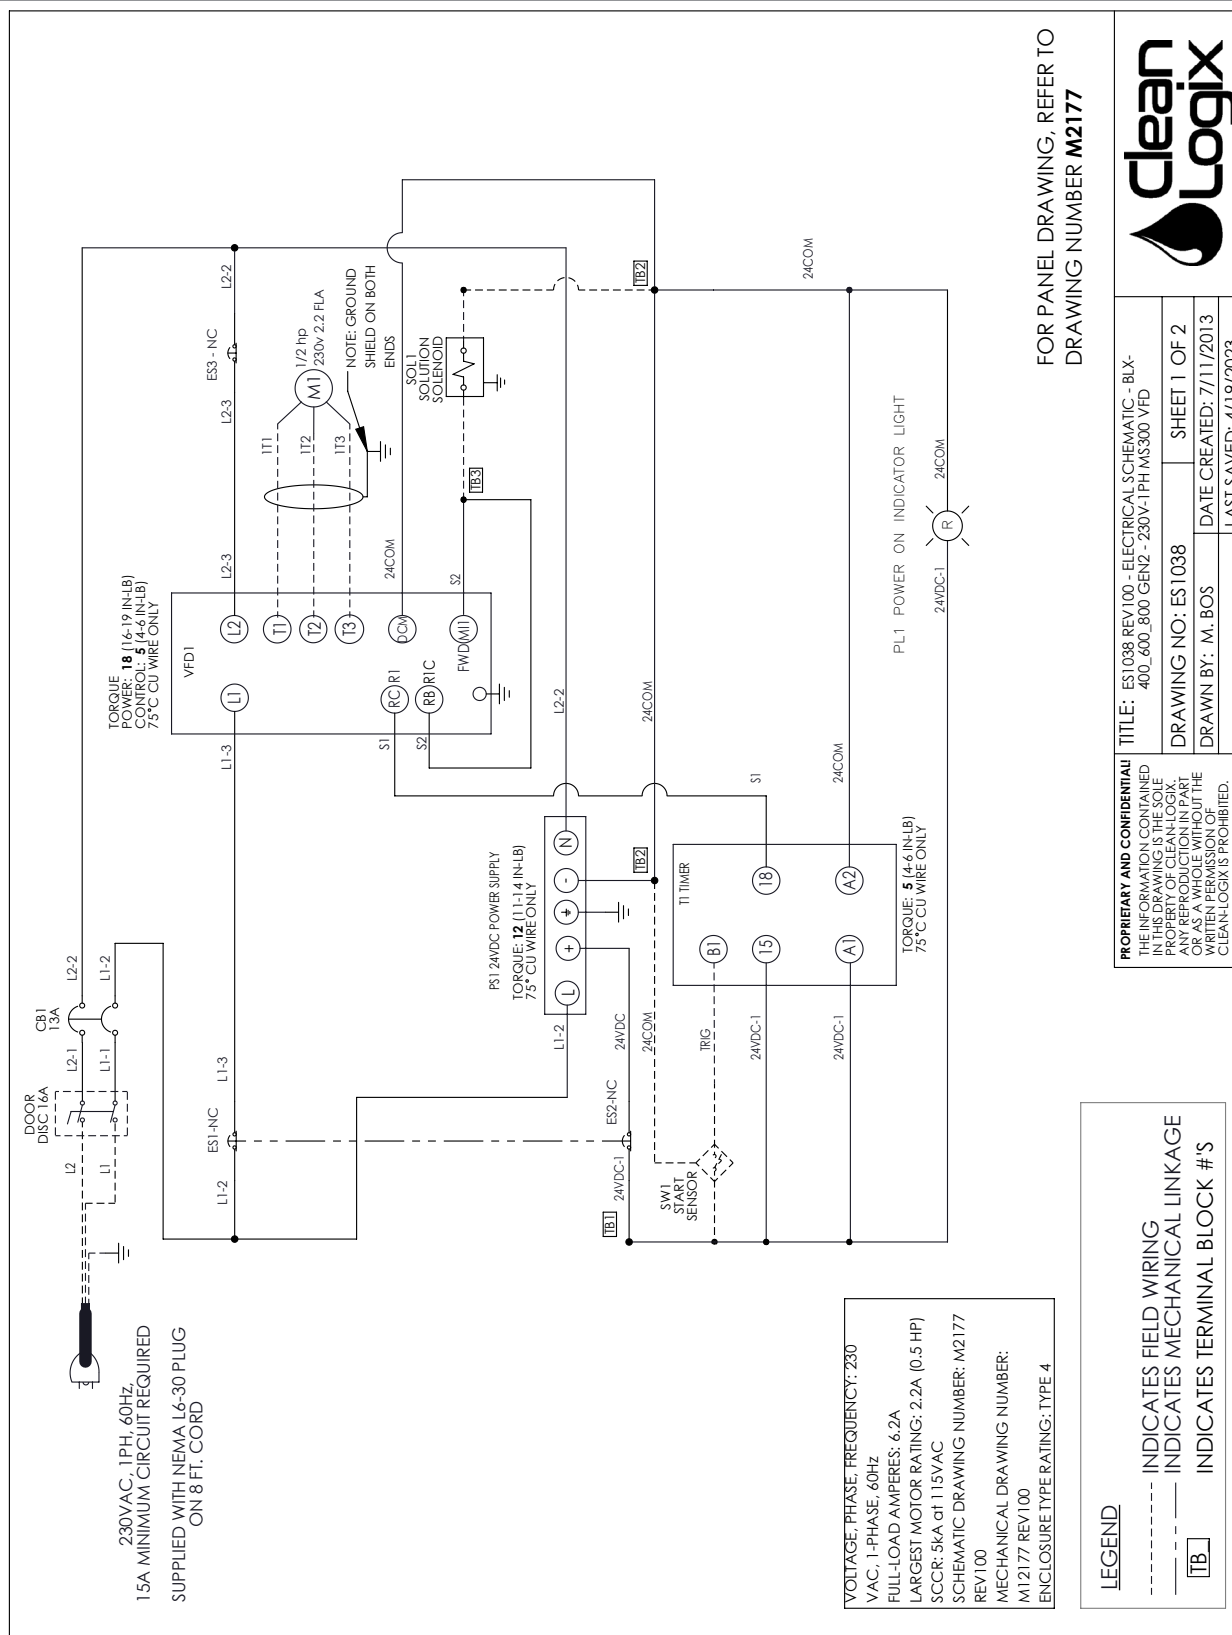 230VAC, 1PH, 60Hz,
15A MINIMUM CIRCUIT REQUIRED
SUPPLIED WITH NEMA L6-30 PLUG
ON 8 FT. CORD
L2
L1
DOOR
DISC 16A
L2-1
L1-1
CB1
13A
L2-2
L1-2
L1-2
ES1-NC
L1-3
L1-3
TORQUE
POWER: 18 (16-19 IN-LB)
CONTROL: 5 (4-6 IN-LB)
75°C CU WIRE ONLY
VFD1
L1
L2
T1
T2
T3
DCM
FWD/MI1
RC R1
RB R1C
L2-3
L2-3
ES3 - NC
L2-2
1T1
1T2
1T3
M1
1/2 hp
230v 2.2 FLA
NOTE: GROUND
SHIELD ON BOTH
ENDS
24COM
S2
TB3
SOL1
SOLUTION
SOLENOID
S1
S2
TB2
24COM
L1-2
PS1 24VDC POWER SUPPLY
TORQUE: 12 (11-14 IN-LB)
75° CU WIRE ONLY
L
+
-
N
L2-2
24COM
TB1
24VDC-1
ES2-NC
24VDC
24COM
TB2
SW1
START
SENSOR
TRIG
T1 TIMER
B1
15
18
A1
A2
S1
24VDC-1
24VDC-1
24COM
TORQUE: 5 (4-6 IN-LB)
75°C CU WIRE ONLY
PL1 POWER ON INDICATOR LIGHT
24VDC-1
R
24COM
VOLTAGE, PHASE, FREQUENCY: 230
VAC, 1-PHASE, 60Hz
FULL-LOAD AMPERES: 6.2A
LARGEST MOTOR RATING: 2.2A (0.5 HP)
SCCR: 5kA at 115VAC
SCHEMATIC DRAWING NUMBER: M2177
REV100
MECHANICAL DRAWING NUMBER:
M12177 REV100
ENCLOSURE TYPE RATING: TYPE 4
LEGEND
INDICATES FIELD WIRING
INDICATES MECHANICAL LINKAGE
TB_ INDICATES TERMINAL BLOCK #'S
FOR PANEL DRAWING, REFER TO
DRAWING NUMBER M2177
PROPRIETARY AND CONFIDENTIAL!
THE INFORMATION CONTAINED
IN THIS DRAWING IS THE SOLE
PROPERTY OF CLEAN-LOGIX.
ANY REPRODUCTION IN PART
OR AS A WHOLE WITHOUT THE
WRITTEN PERMISSION OF
CLEAN-LOGIX IS PROHIBITED.
TITLE: ES1038 REV100 - ELECTRICAL SCHEMATIC - BLX-
400_600_800 GEN2 - 230V-1PH MS300 VFD
DRAWING NO: ES1038
SHEET 1 OF 2
DRAWN BY: M. BOS
DATE CREATED: 7/11/2013
LAST SAVED: 4/19/2023
Clean
Logix